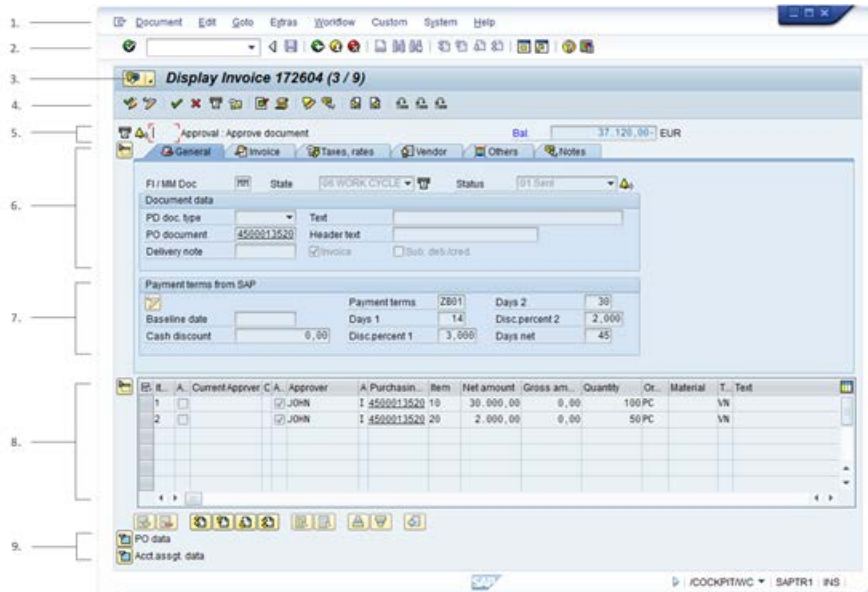 1. Document Edit Goto Extras Workflow Custom System Help
2.
3. Display Invoice 172604 (3 / 9)
4.
5. Approval : Approve document Bal. 37.120,00- EUR
General Invoice Taxes, rates Vendor Others Notes
FI / MM Doc MM State 06 WORK CYCLE Status 01 Sent
6. Document data
PD doc. type Text
PO document 4500013520 Header text
Delivery note Invoice Sub. deb./cred.
Payment terms from SAP
7. Payment terms ZB01 Days 2 30
Baseline date Days 1 14 Disc.percent 2 2,000
Cash discount 0,00 Disc.percent 1 3,000 Days net 45
It... A.. Current Apprver C A.. Approver A Purchasin... Item Net amount Gross am... Quantity Or... Material T... Text
1 JOHN I 4500013520 10 30.000,00 0,00 100 PC VN
2 JOHN I 4500013520 20 2.000,00 0,00 50 PC VN
8.
9. PO data
Acct.assgt. data
SAP /COCKPIT/WC SAPTR1 INS